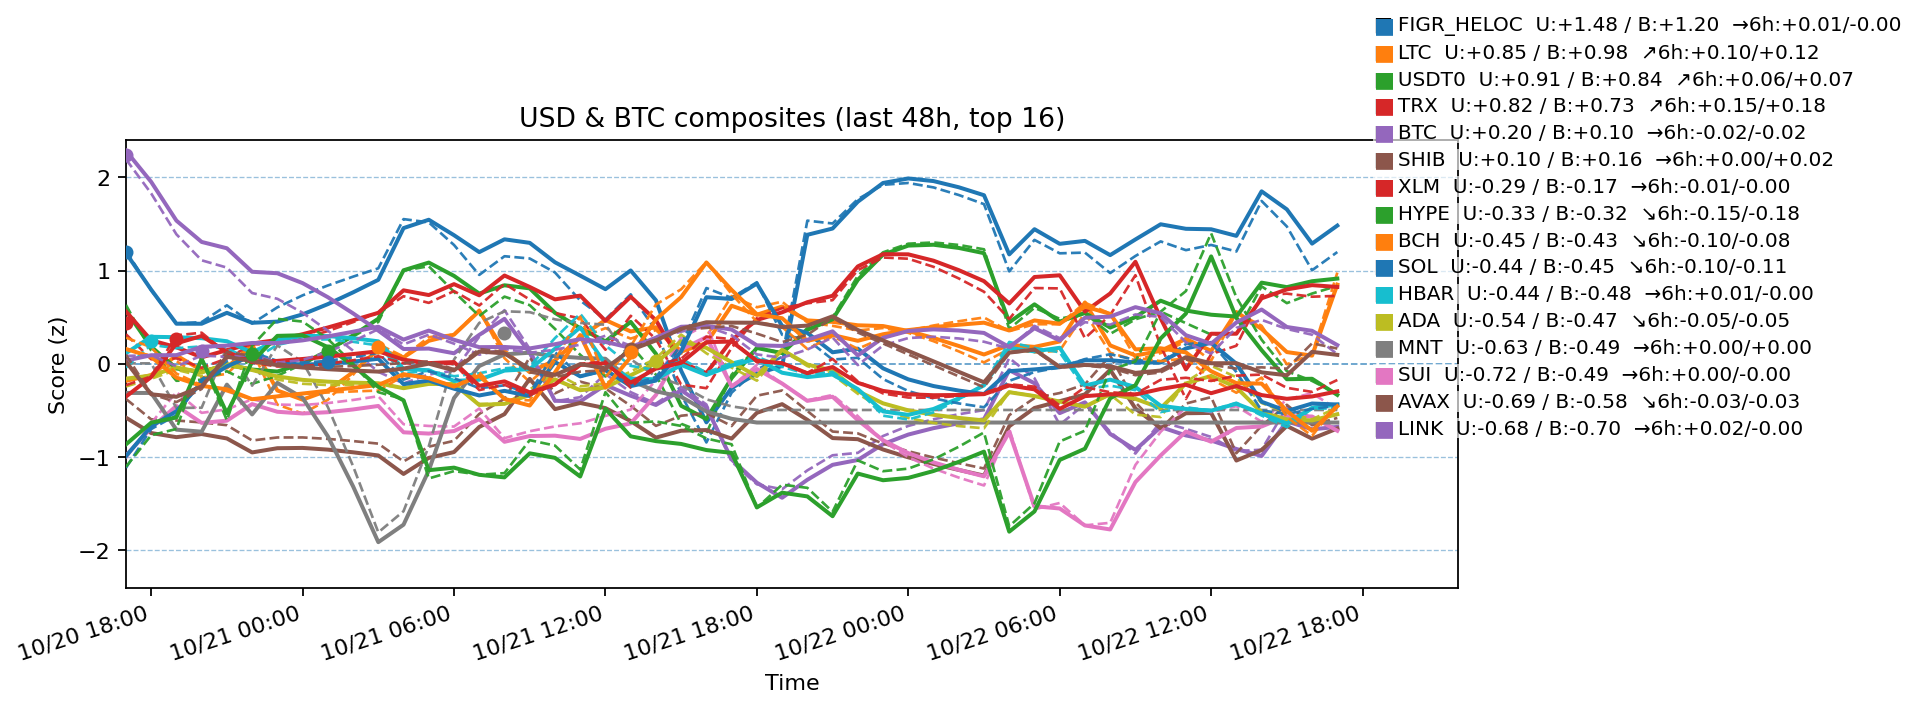 FIGR_HELOC  U:+1.48 / B:+1.20  →6h:+0.01/-0.00
LTC  U:+0.85 / B:+0.98  ↗6h:+0.10/+0.12
USDT0  U:+0.91 / B:+0.84  ↗6h:+0.06/+0.07
TRX  U:+0.82 / B:+0.73  ↗6h:+0.15/+0.18
BTC  U:+0.20 / B:+0.10  →6h:-0.02/-0.02
SHIB  U:+0.10 / B:+0.16  →6h:+0.00/+0.02
XLM  U:-0.29 / B:-0.17  →6h:-0.01/-0.00
HYPE  U:-0.33 / B:-0.32  ↘6h:-0.15/-0.18
BCH  U:-0.45 / B:-0.43  ↘6h:-0.10/-0.08
SOL  U:-0.44 / B:-0.45  ↘6h:-0.10/-0.11
HBAR  U:-0.44 / B:-0.48  →6h:+0.01/-0.00
ADA  U:-0.54 / B:-0.47  ↘6h:-0.05/-0.05
MNT  U:-0.63 / B:-0.49  →6h:+0.00/+0.00
SUI  U:-0.72 / B:-0.49  →6h:+0.00/-0.00
AVAX  U:-0.69 / B:-0.58  ↘6h:-0.03/-0.03
LINK  U:-0.68 / B:-0.70  →6h:+0.02/-0.00
USD & BTC composites (last 48h, top 16)
Score (z)
2
1
0
−1
−2
10/20 18:00
10/21 00:00
10/21 06:00
10/21 12:00
10/21 18:00
10/22 00:00
10/22 06:00
10/22 12:00
10/22 18:00
Time